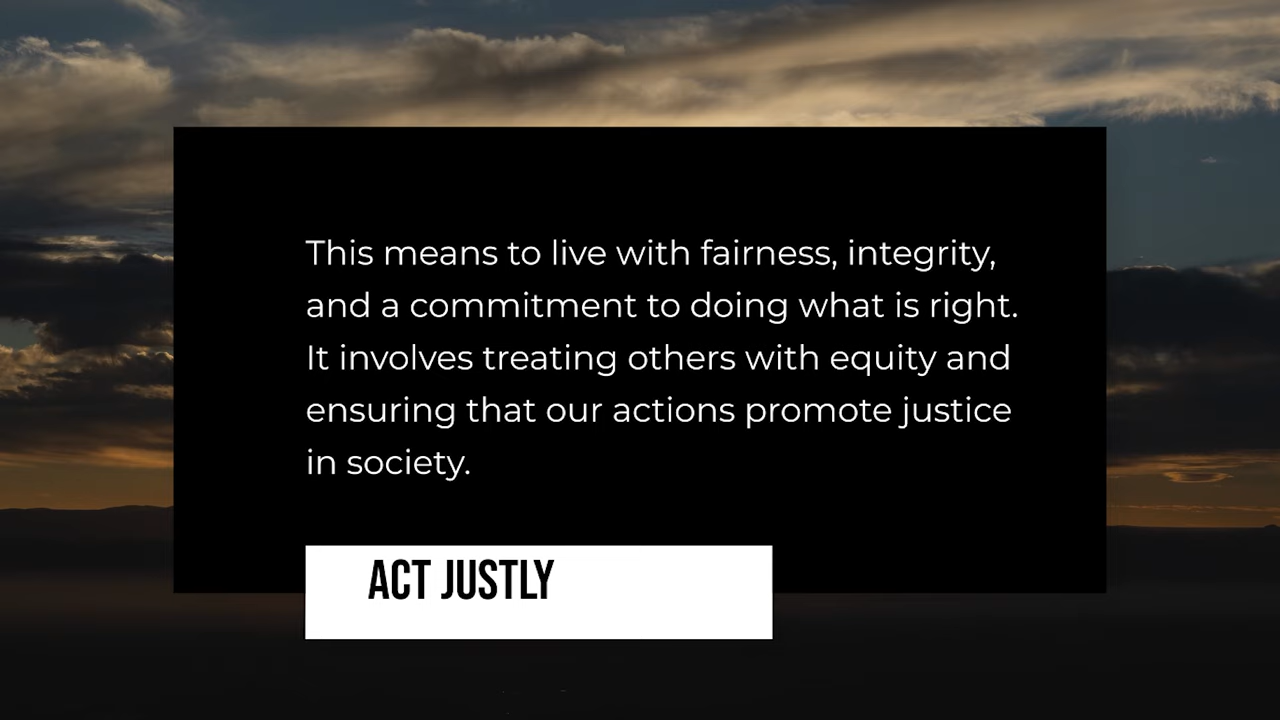 This means to live with fairness, integrity,
and a commitment to doing what is right.
It involves treating others with equity and
ensuring that our actions promote justice
in society.
ACT JUSTLY